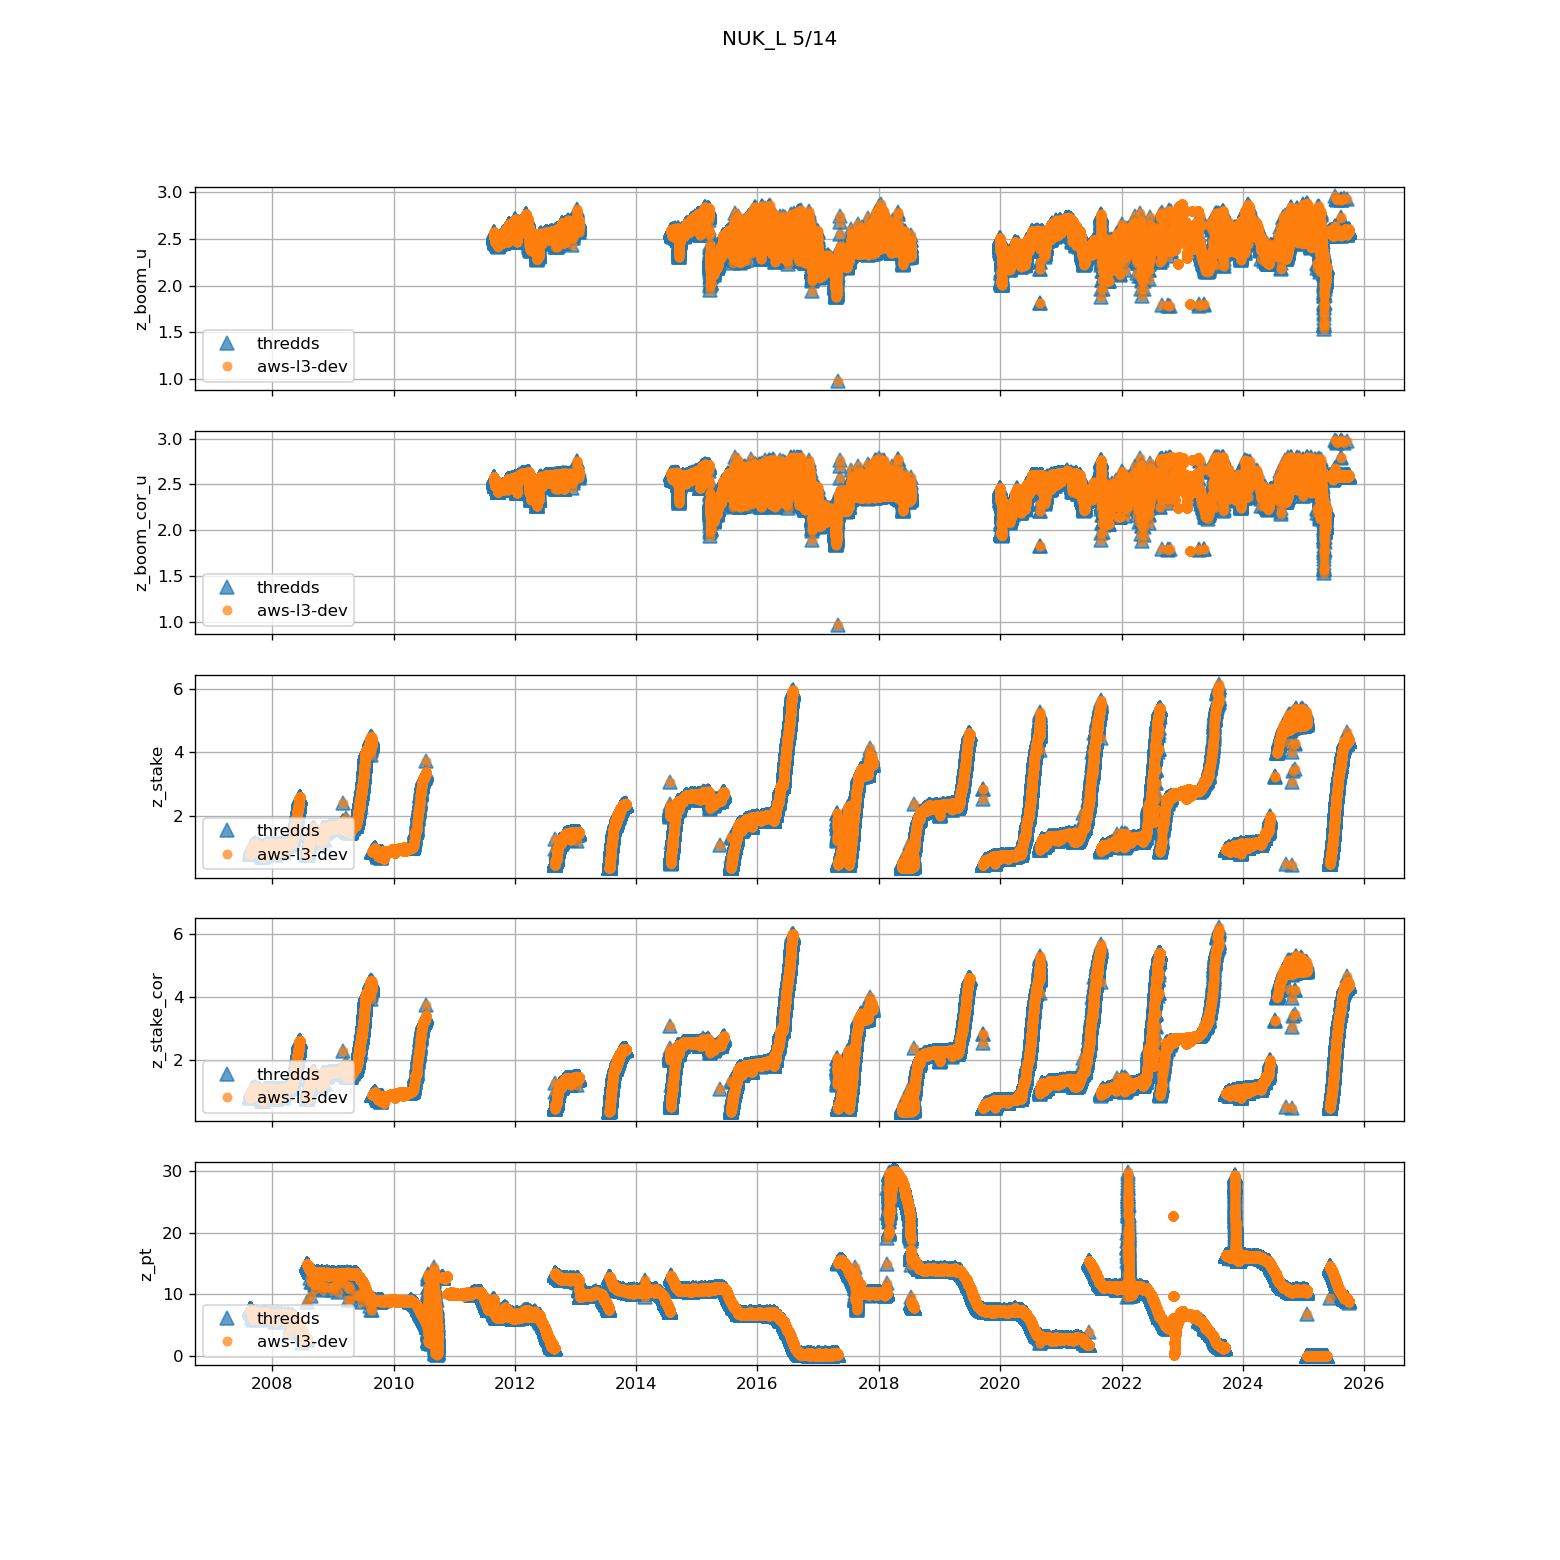 NUK_L 5/14
3.0
2.5
2.0
1.5
1.0
z_boom_u
thredds
aws-l3-dev
3.0
2.5
2.0
1.5
1.0
z_boom_cor_u
thredds
aws-l3-dev
6
4
2
z_stake
thredds
aws-l3-dev
6
4
2
z_stake_cor
thredds
aws-l3-dev
30
20
10
0
z_pt
thredds
aws-l3-dev
2008 2010 2012 2014 2016 2018 2020 2022 2024 2026